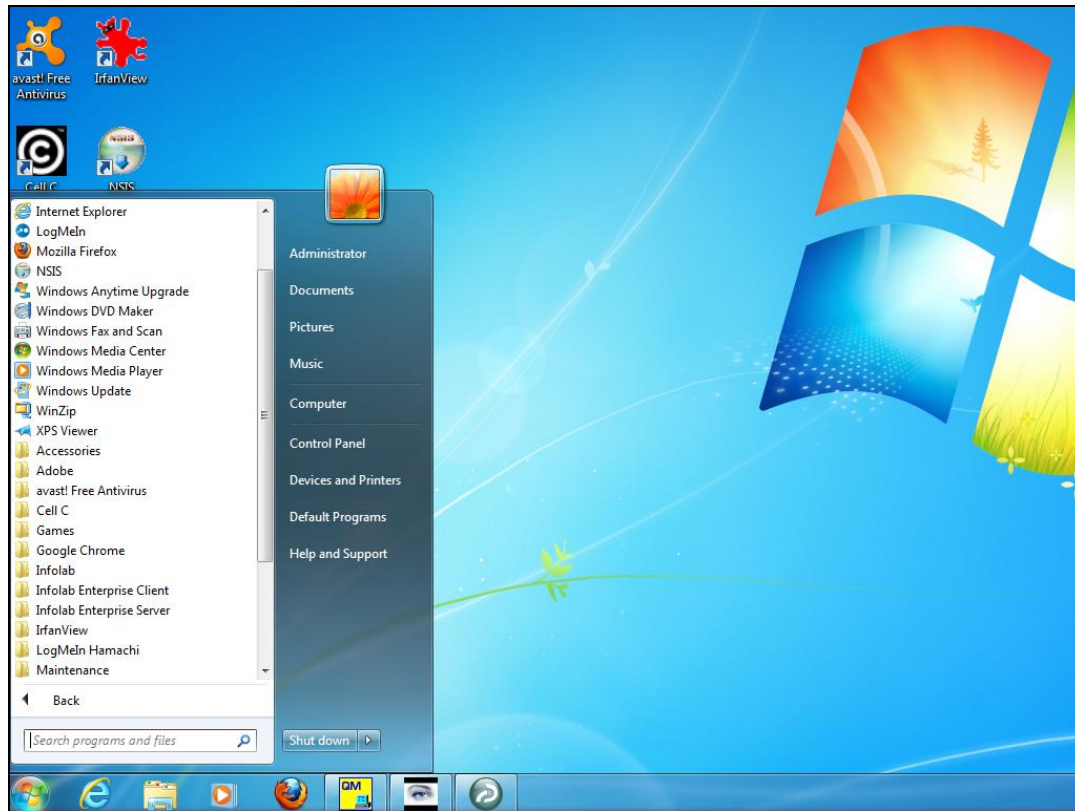 avast! Free
Antivirus
IrfanView
NSIS
Cell C
NSIS
Internet Explorer
LogMeIn
Mozilla Firefox
NSIS
Windows Anytime Upgrade
Windows DVD Maker
Windows Fax and Scan
Windows Media Center
Windows Media Player
Windows Update
WinZip
XPS Viewer
Accessories
Adobe
avast! Free Antivirus
Cell C
Games
Google Chrome
Infolab
Infolab Enterprise Client
Infolab Enterprise Server
IrfanView
LogMeIn Hamachi
Maintenance
Back
Search programs and files
Administrator
Documents
Pictures
Music
Computer
Control Panel
Devices and Printers
Default Programs
Help and Support
Shut down
QM